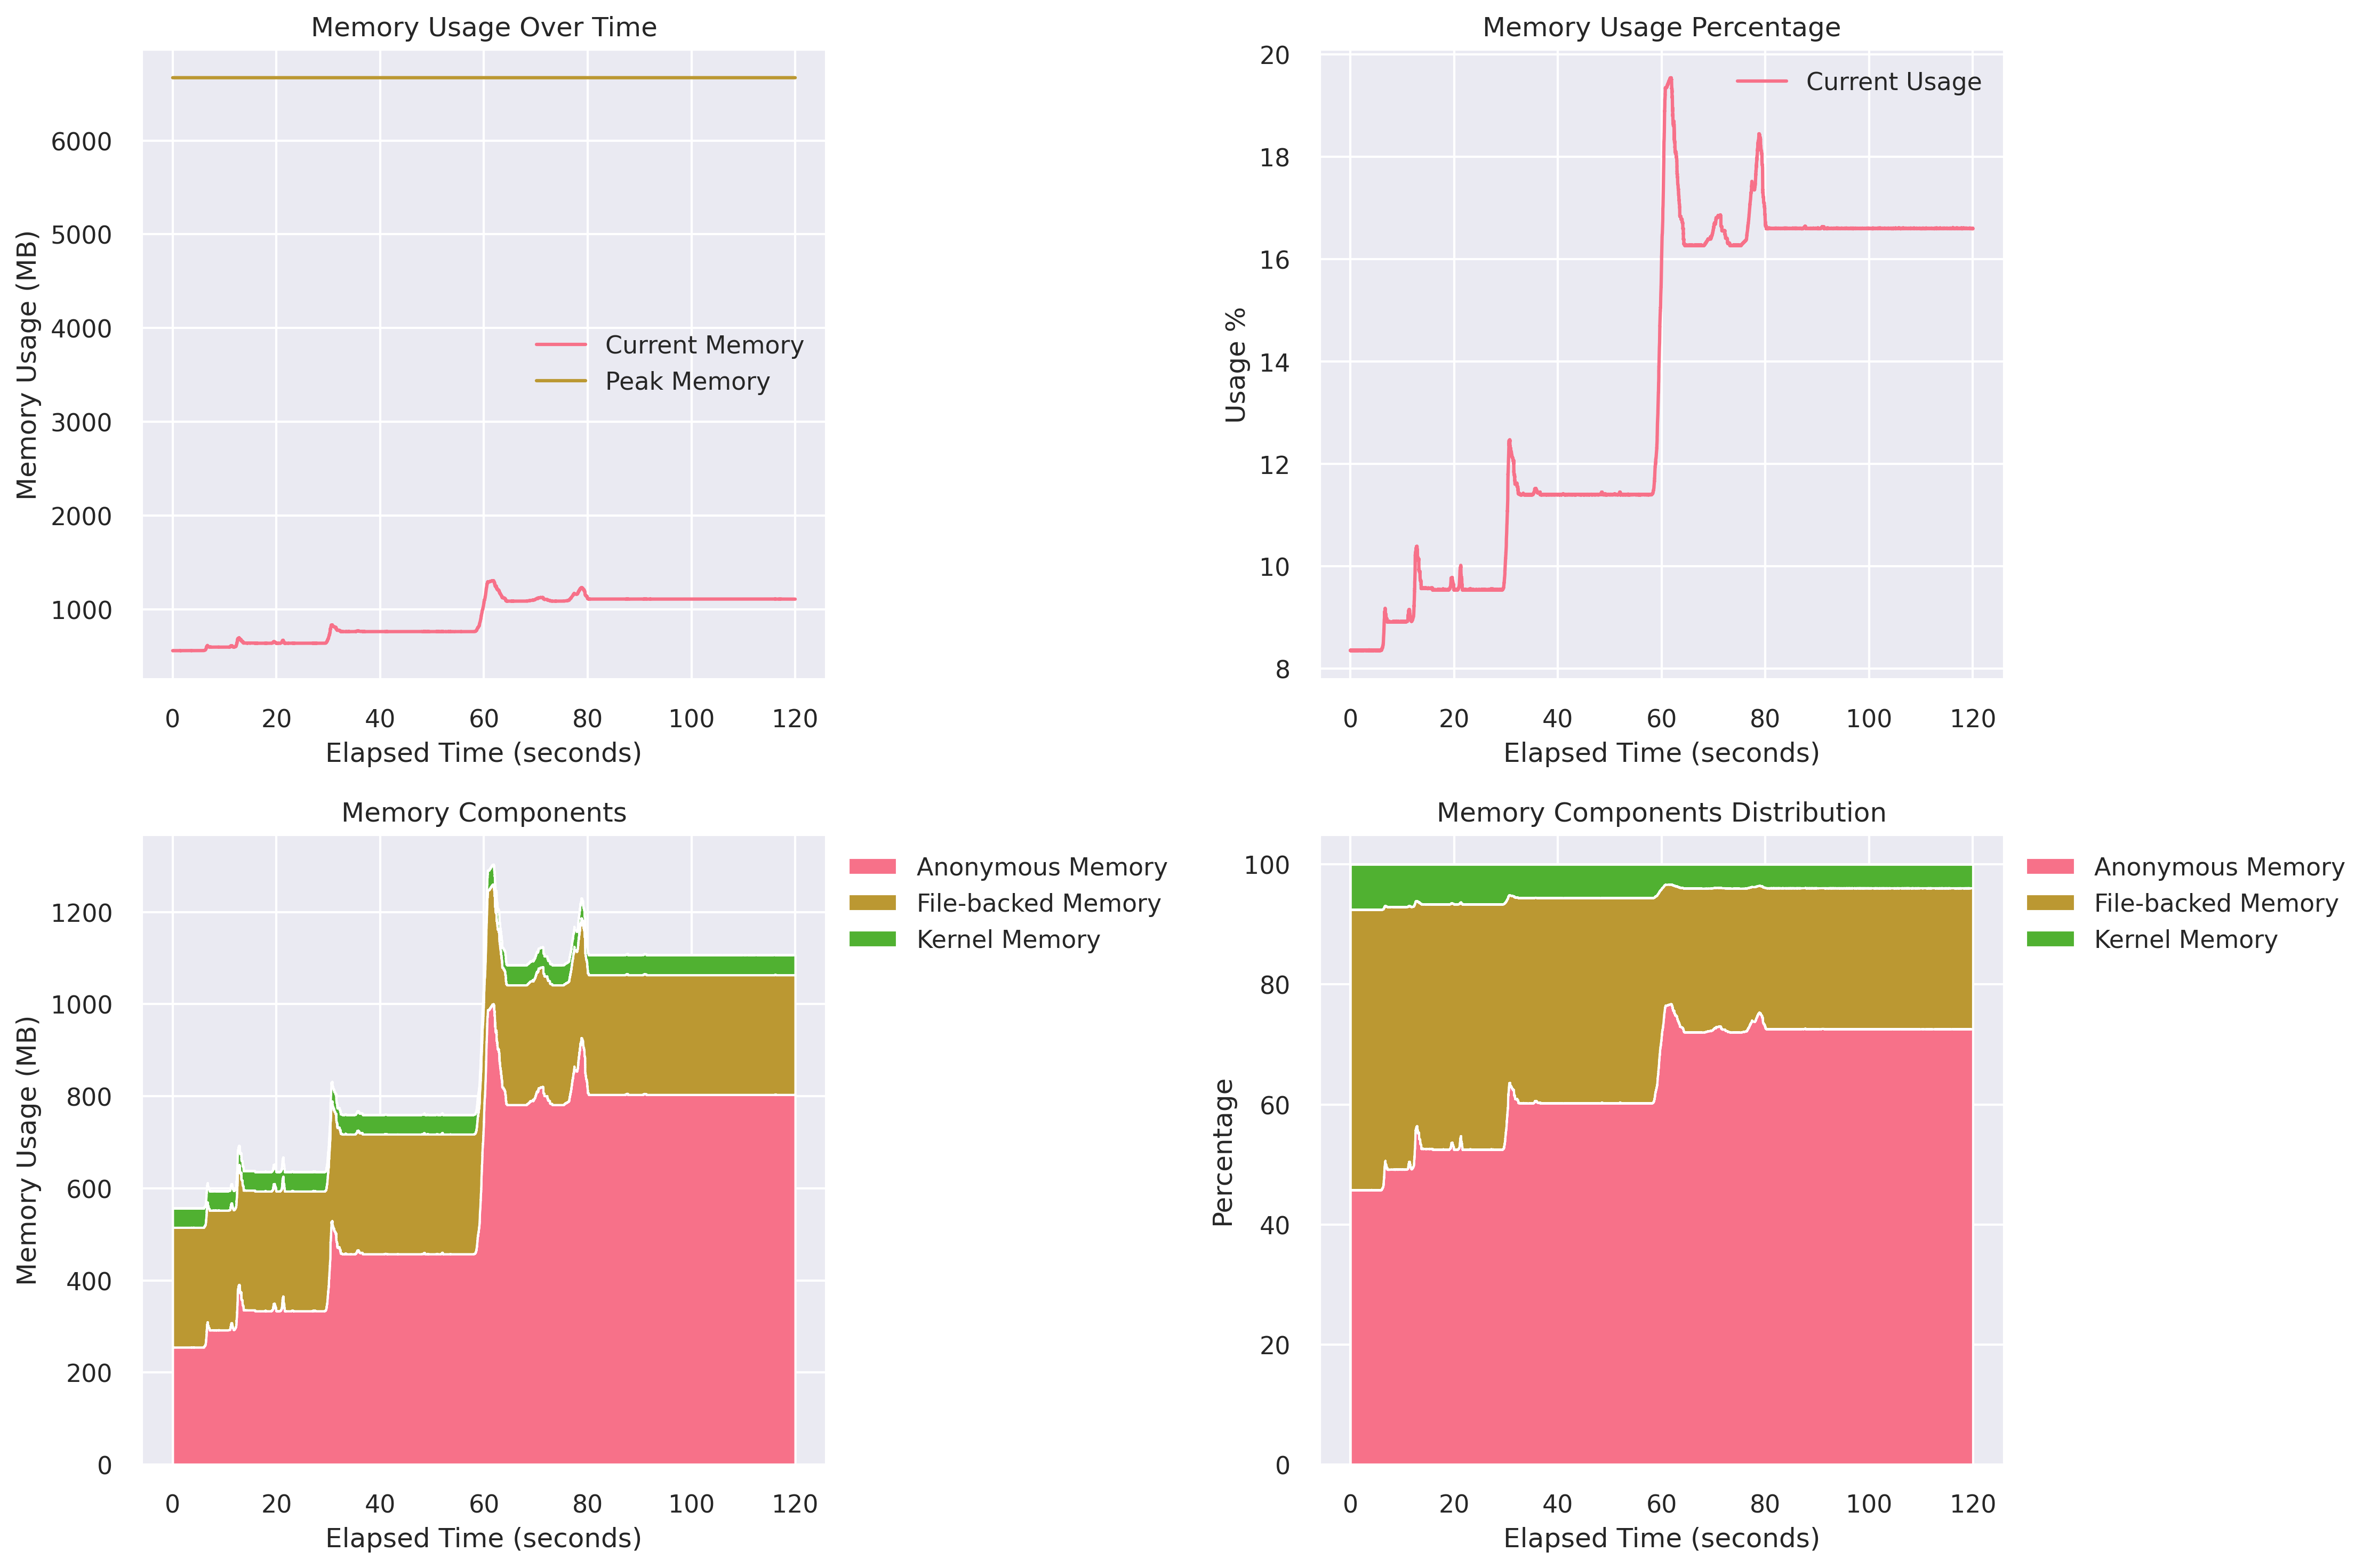 Memory Usage Over Time
Memory Usage (MB)
6000
5000
4000
3000
2000
1000
Current Memory
Peak Memory
0 20 40 60 80 100 120
Elapsed Time (seconds)
Memory Usage Percentage
Usage %
20
18
16
14
12
10
8
Current Usage
0 20 40 60 80 100 120
Elapsed Time (seconds)
Memory Components
Memory Usage (MB)
1200
1000
800
600
400
200
0
Anonymous Memory
File-backed Memory
Kernel Memory
0 20 40 60 80 100 120
Elapsed Time (seconds)
Memory Components Distribution
Percentage
100
80
60
40
20
0
Anonymous Memory
File-backed Memory
Kernel Memory
0 20 40 60 80 100 120
Elapsed Time (seconds)